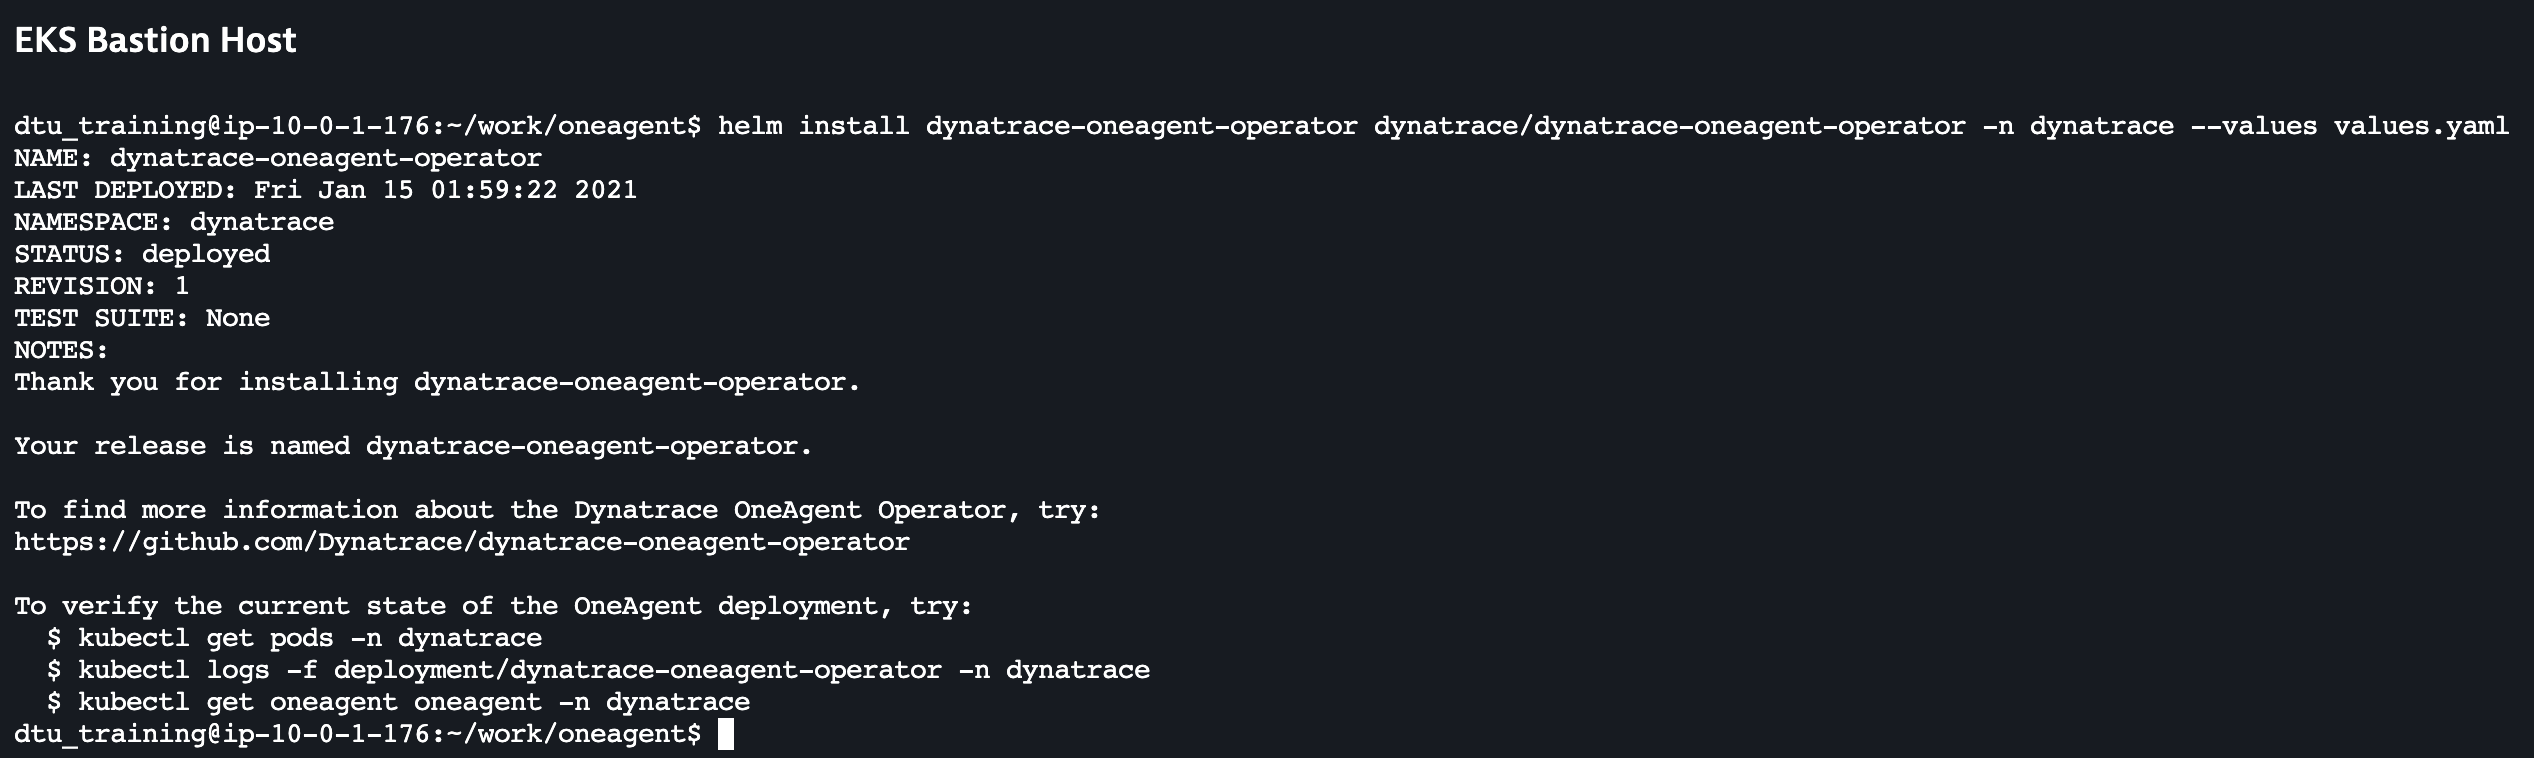 EKS Bastion Host
dtu_training@ip-10-0-1-176:~/work/oneagent$ helm install dynatrace-oneagent-operator dynatrace/dynatrace-oneagent-operator -n dynatrace --values values.yaml
NAME: dynatrace-oneagent-operator
LAST DEPLOYED: Fri Jan 15 01:59:22 2021
NAMESPACE: dynatrace
STATUS: deployed
REVISION: 1
TEST SUITE: None
NOTES:
Thank you for installing dynatrace-oneagent-operator.
Your release is named dynatrace-oneagent-operator.
To find more information about the Dynatrace OneAgent Operator, try:
https://github.com/Dynatrace/dynatrace-oneagent-operator
To verify the current state of the OneAgent deployment, try:
$ kubectl get pods -n dynatrace
$ kubectl logs -f deployment/dynatrace-oneagent-operator -n dynatrace
$ kubectl get oneagent oneagent -n dynatrace
dtu_training@ip-10-0-1-176:~/work/oneagent$